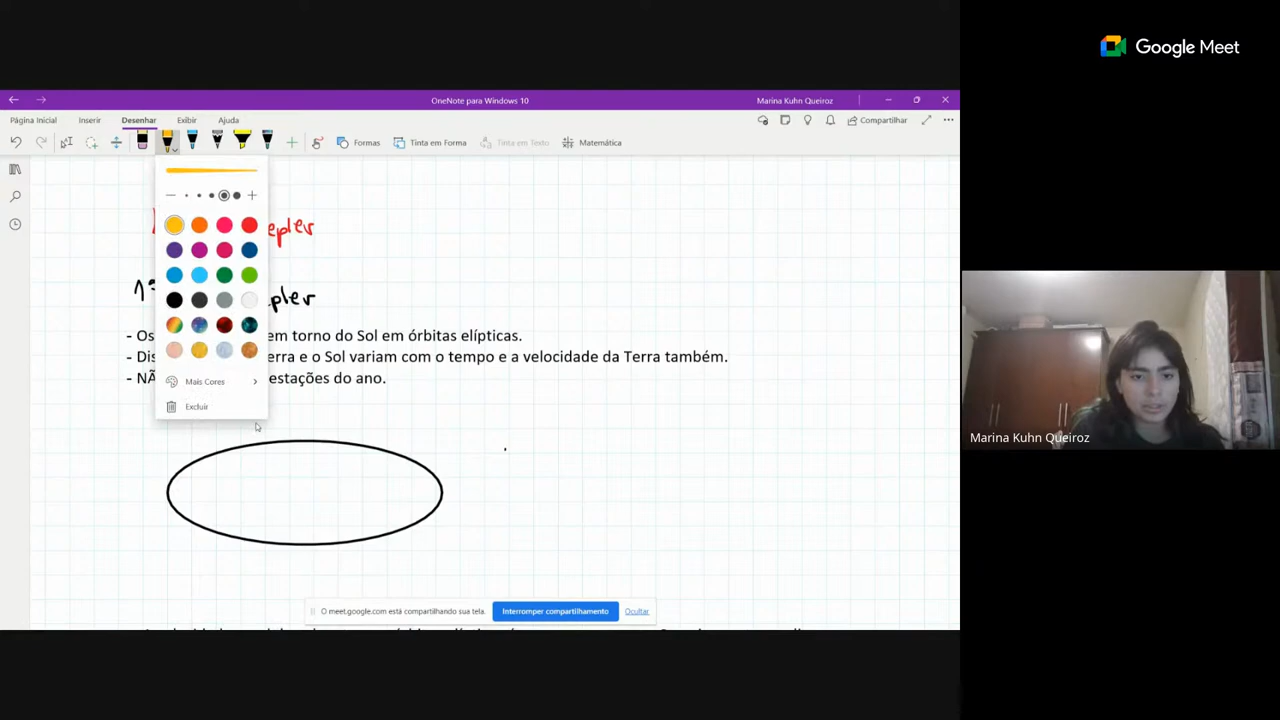 Google Meet
OneNote para Windows 10
Marina Kuhn Queiroz
Página Inicial Inserir Desenhar Exibir Ajuda
Compartilhar
Formas Tinta em Forma Tinta em Texto Matemática
epler
1ª pler
- Os em torno do Sol em órbitas elípticas.
- Dis erra e o Sol variam com o tempo e a velocidade da Terra também.
- NÃ estações do ano.
Mais Cores
Excluir
O meet.google.com está compartilhando sua tela. Interromper compartilhamento Ocultar
Marina Kuhn Queiroz